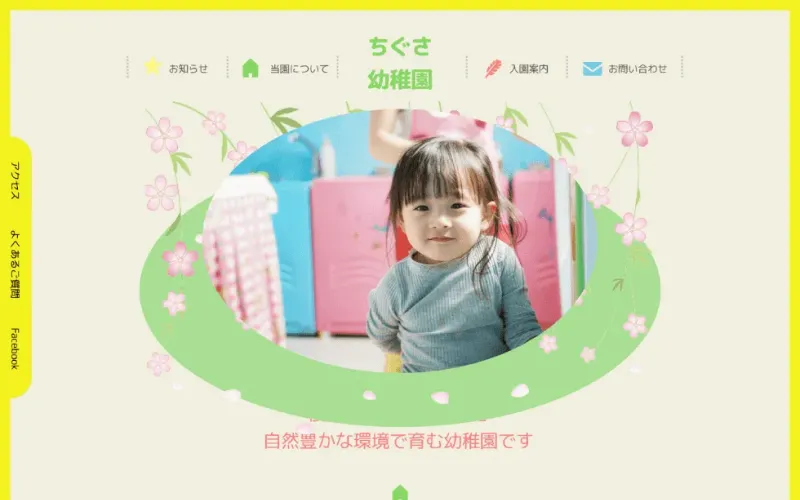 ちぐさ
幼稚園
お知らせ
当園について
入園案内
お問い合わせ
アクセス
よくあるご質問
Facebook
自然豊かな環境で育む幼稚園です